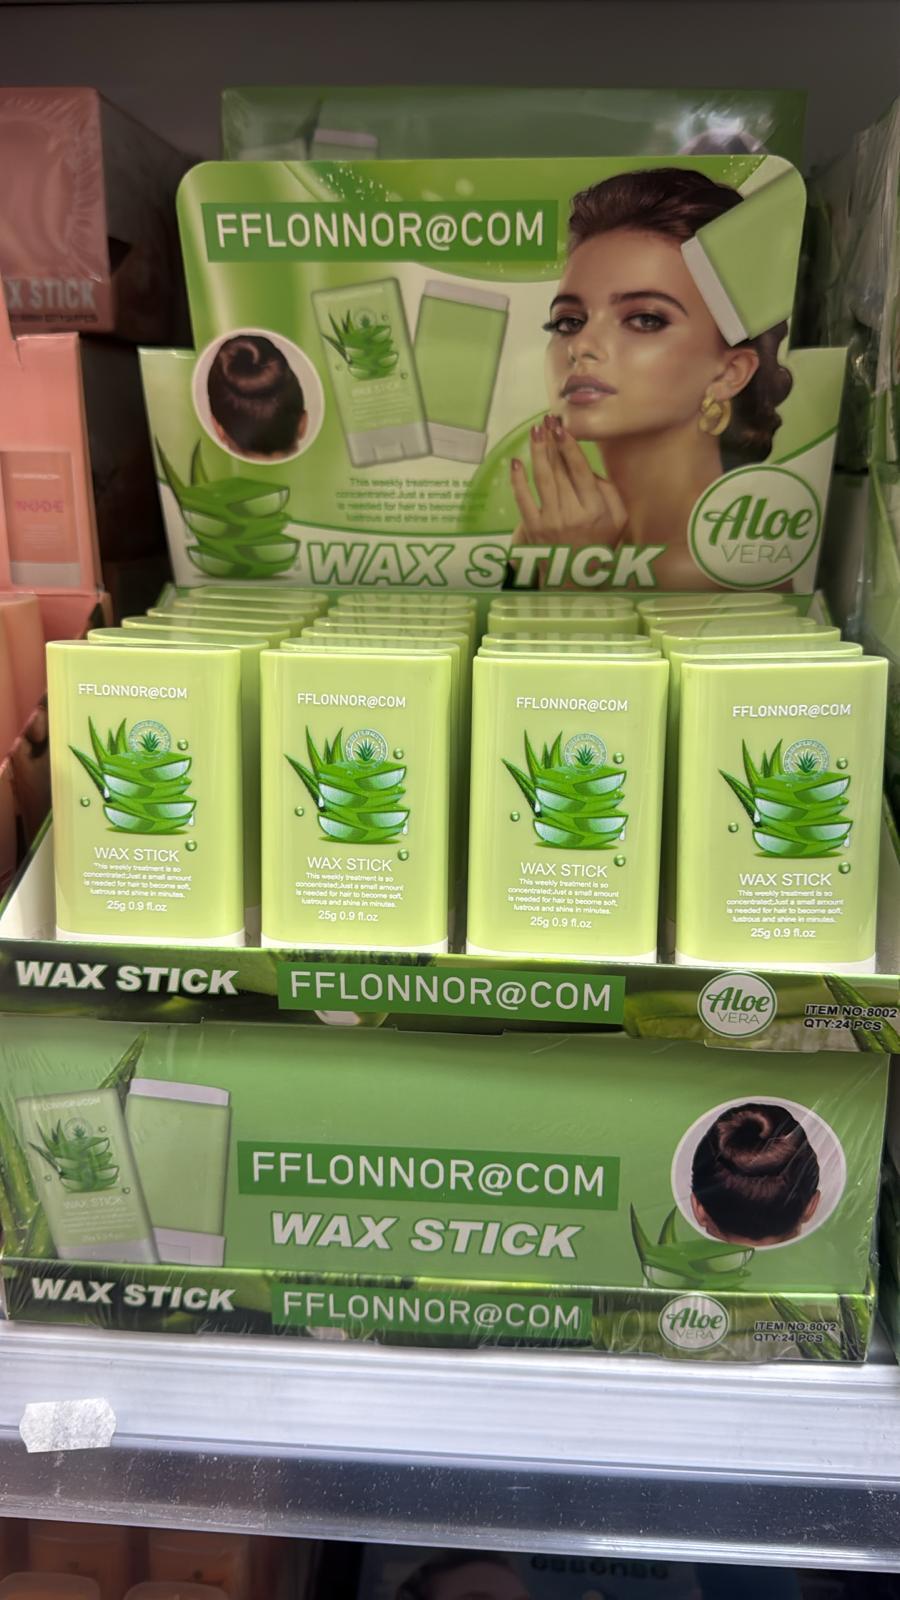 X STICK
FFLONNOR@COM
WAX STICK
This weekly treatment is so
concentrated;Just a small amount
is needed for hair to become soft,
lustrous and shine in minutes.
WAX STICK
Aloe
VERA
FFLONNOR@COM
WAX STICK
This weekly treatment is so
concentrated;Just a small amount
is needed for hair to become soft,
lustrous and shine in minutes.
25g 0.9 fl.oz
FFLONNOR@COM
WAX STICK
This weekly treatment is so
concentrated;Just a small amount
is needed for hair to become soft,
lustrous and shine in minutes.
25g 0.9 fl.oz
FFLONNOR@COM
WAX STICK
This weekly treatment is so
concentrated;Just a small amount
is needed for hair to become soft,
lustrous and shine in minutes.
25g 0.9 fl.oz
FFLONNOR@COM
WAX STICK
This weekly treatment is so
concentrated;Just a small amount
is needed for hair to become soft,
lustrous and shine in minutes.
25g 0.9 fl.oz
WAX STICK
FFLONNOR@COM
Aloe
VERA
ITEM NO:8002
QTY:24 PCS
FFLONNOR@COM
WAX STICK
WAX STICK
FFLONNOR@COM
WAX STICK
Aloe
VERA
ITEM NO:8002
QTY:24 PCS